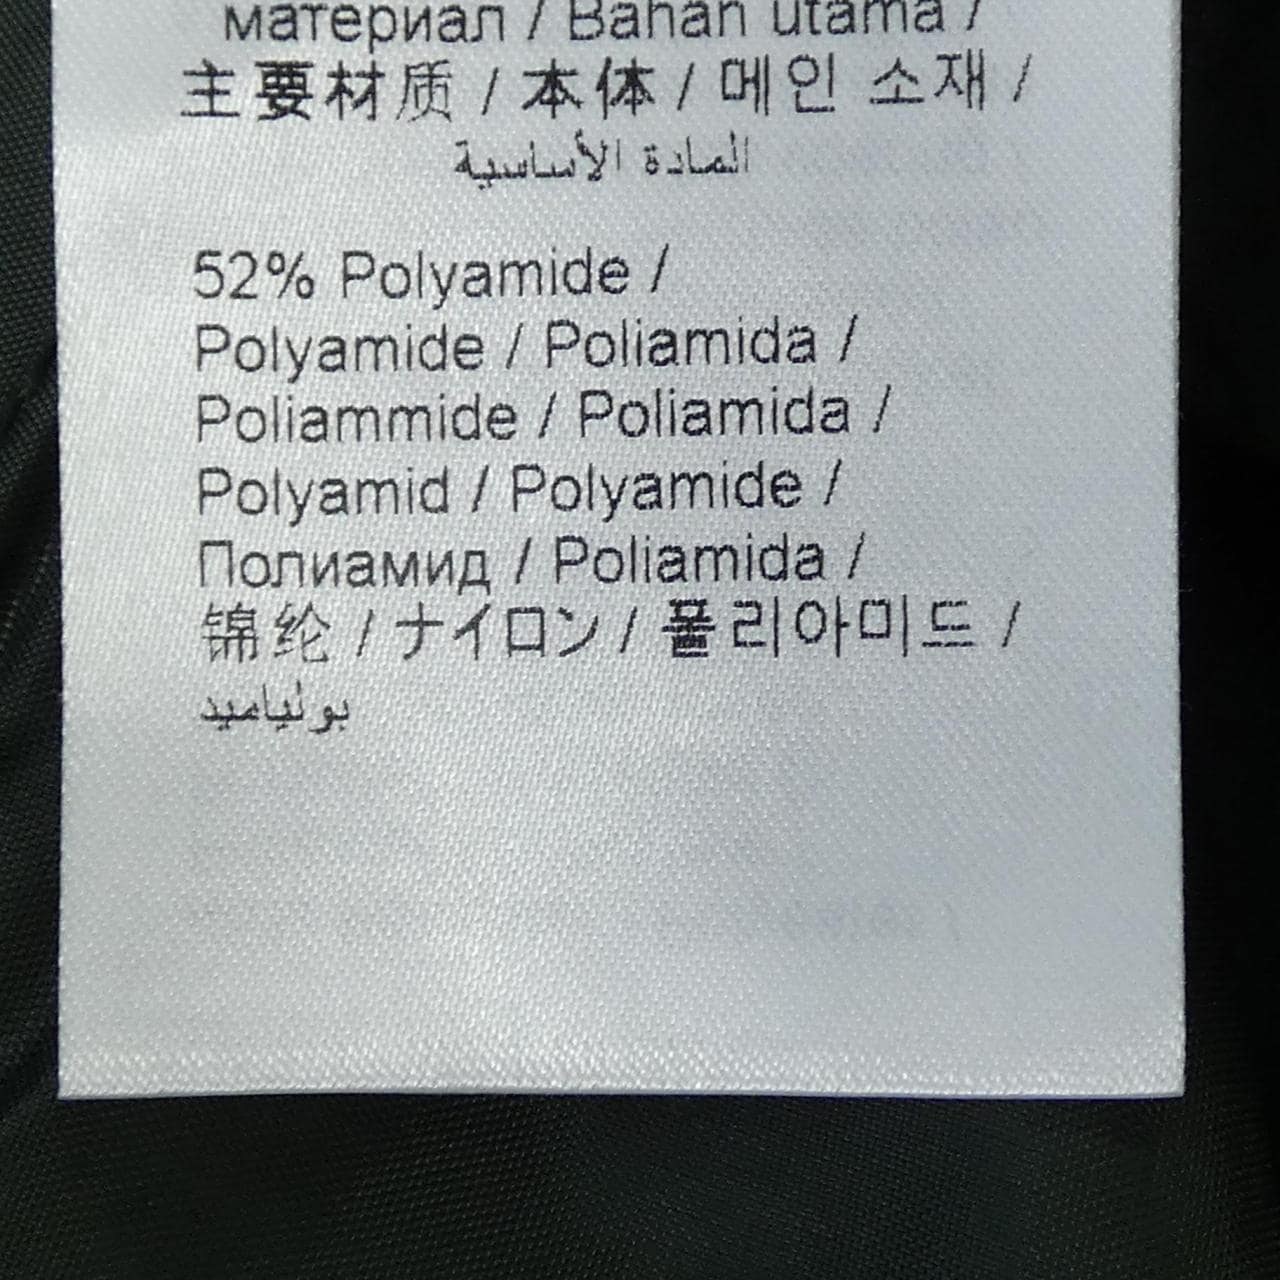 материал / Bahan utama /
主要材质 / 本体 / 메인 소재 /
المادة الأساسية
52% Polyamide /
Polyamide / Poliamida /
Poliammide / Poliamida /
Polyamid / Polyamide /
Полиамид / Poliamida /
锦纶 / ナイロン / 폴리아미드 /
بولياميد